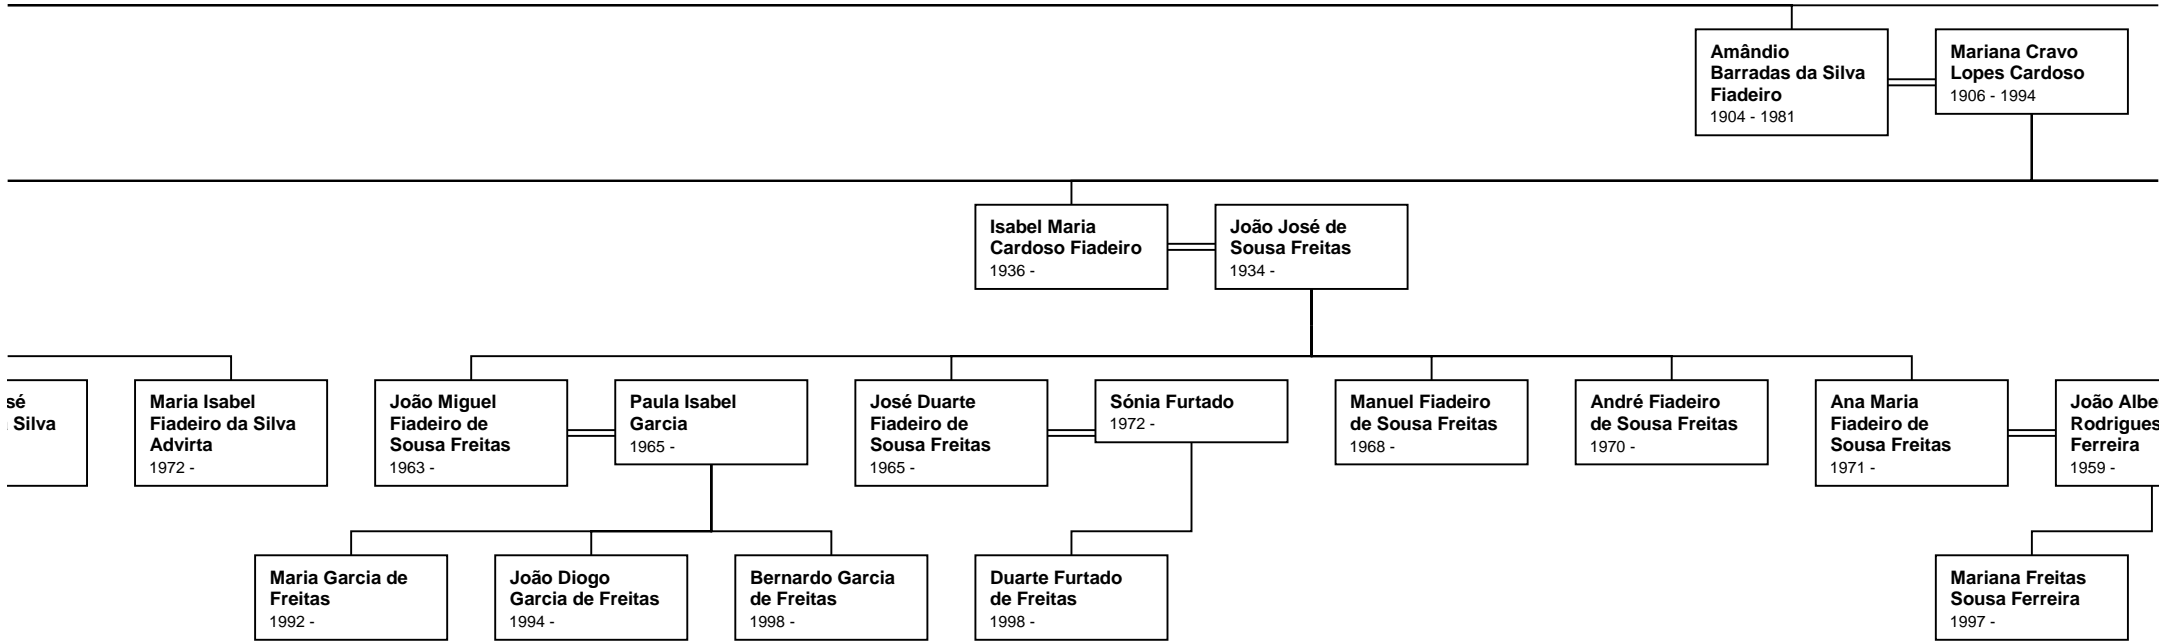 Amândio
Barradas da Silva
Fiadeiro
1904 - 1981
Mariana Cravo
Lopes Cardoso
1906 - 1994
Isabel Maria
Cardoso Fiadeiro
1936 -
João José de
Sousa Freitas
1934 -
Silva
Maria Isabel
Fiadeiro da Silva
Advirta
1972 -
João Miguel
Fiadeiro de
Sousa Freitas
1963 -
Paula Isabel
Garcia
1965 -
José Duarte
Fiadeiro de
Sousa Freitas
1965 -
Sónia Furtado
1972 -
Manuel Fiadeiro
de Sousa Freitas
1968 -
André Fiadeiro
de Sousa Freitas
1970 -
Ana Maria
Fiadeiro de
Sousa Freitas
1971 -
João
Rodrigues
Ferreira
1959 -
Maria Garcia de
Freitas
1992 -
João Diogo
Garcia de Freitas
1994 -
Bernardo Garcia
de Freitas
1998 -
Duarte Furtado
de Freitas
1998 -
Mariana Freitas
Sousa Ferreira
1997 -